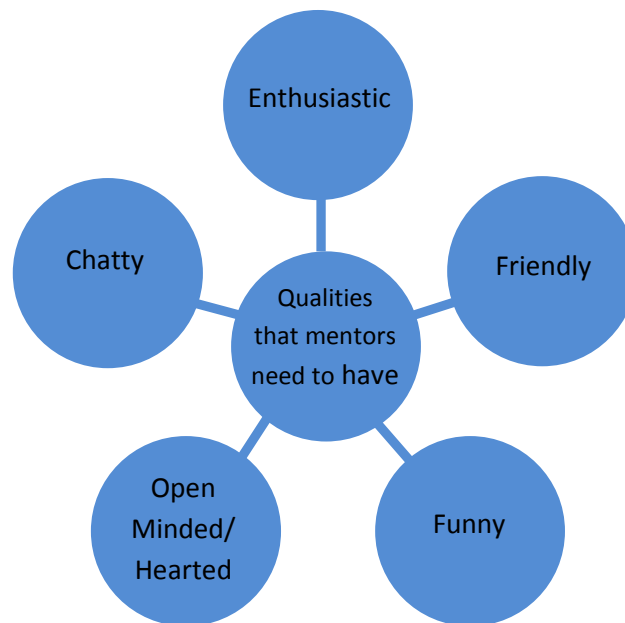 Enthusiastic
Chatty
Friendly
Qualities
that mentors
need to have
Open
Minded/
Hearted
Funny